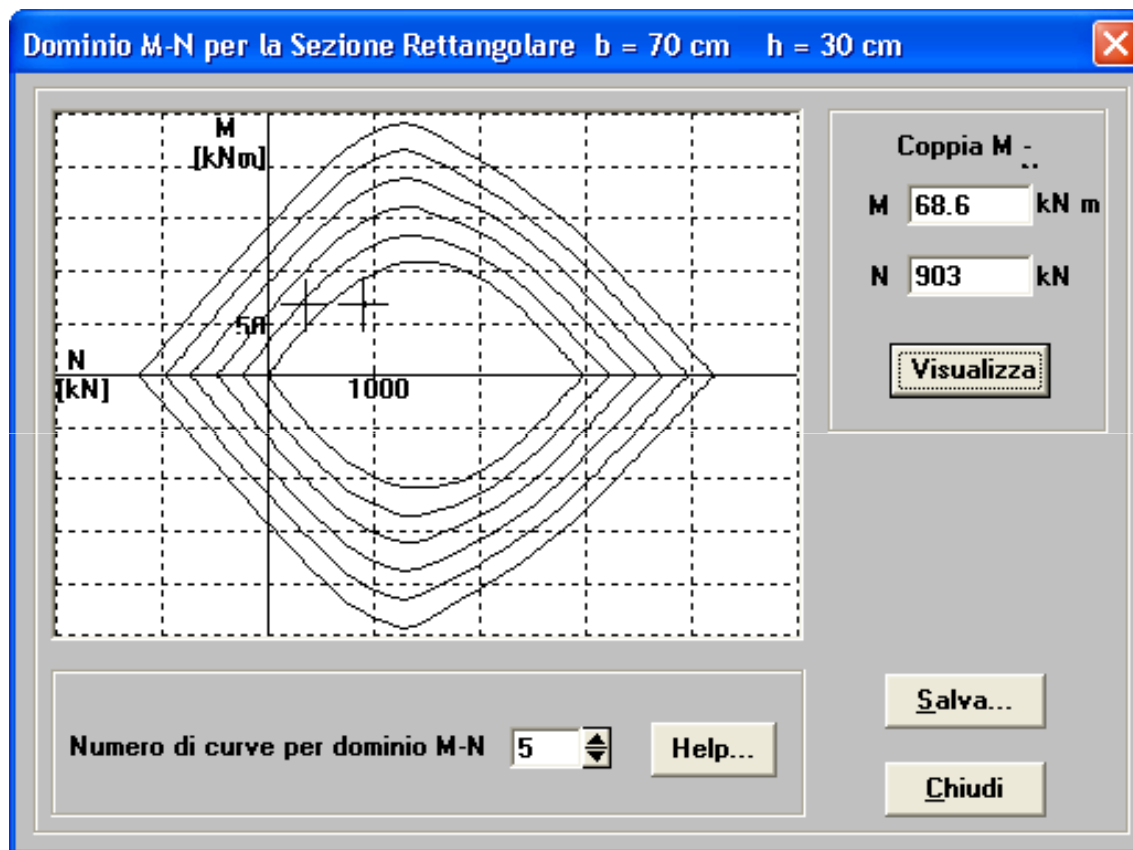 Dominio M-N per la Sezione Rettangolare b = 70 cm h = 30 cm
M
[kNm]
50
N
[kN]
1000
Coppia M -
M 68.6 kN m
N 903 kN
Visualizza
Numero di curve per dominio M-N 5
Help...
Salva...
Chiudi